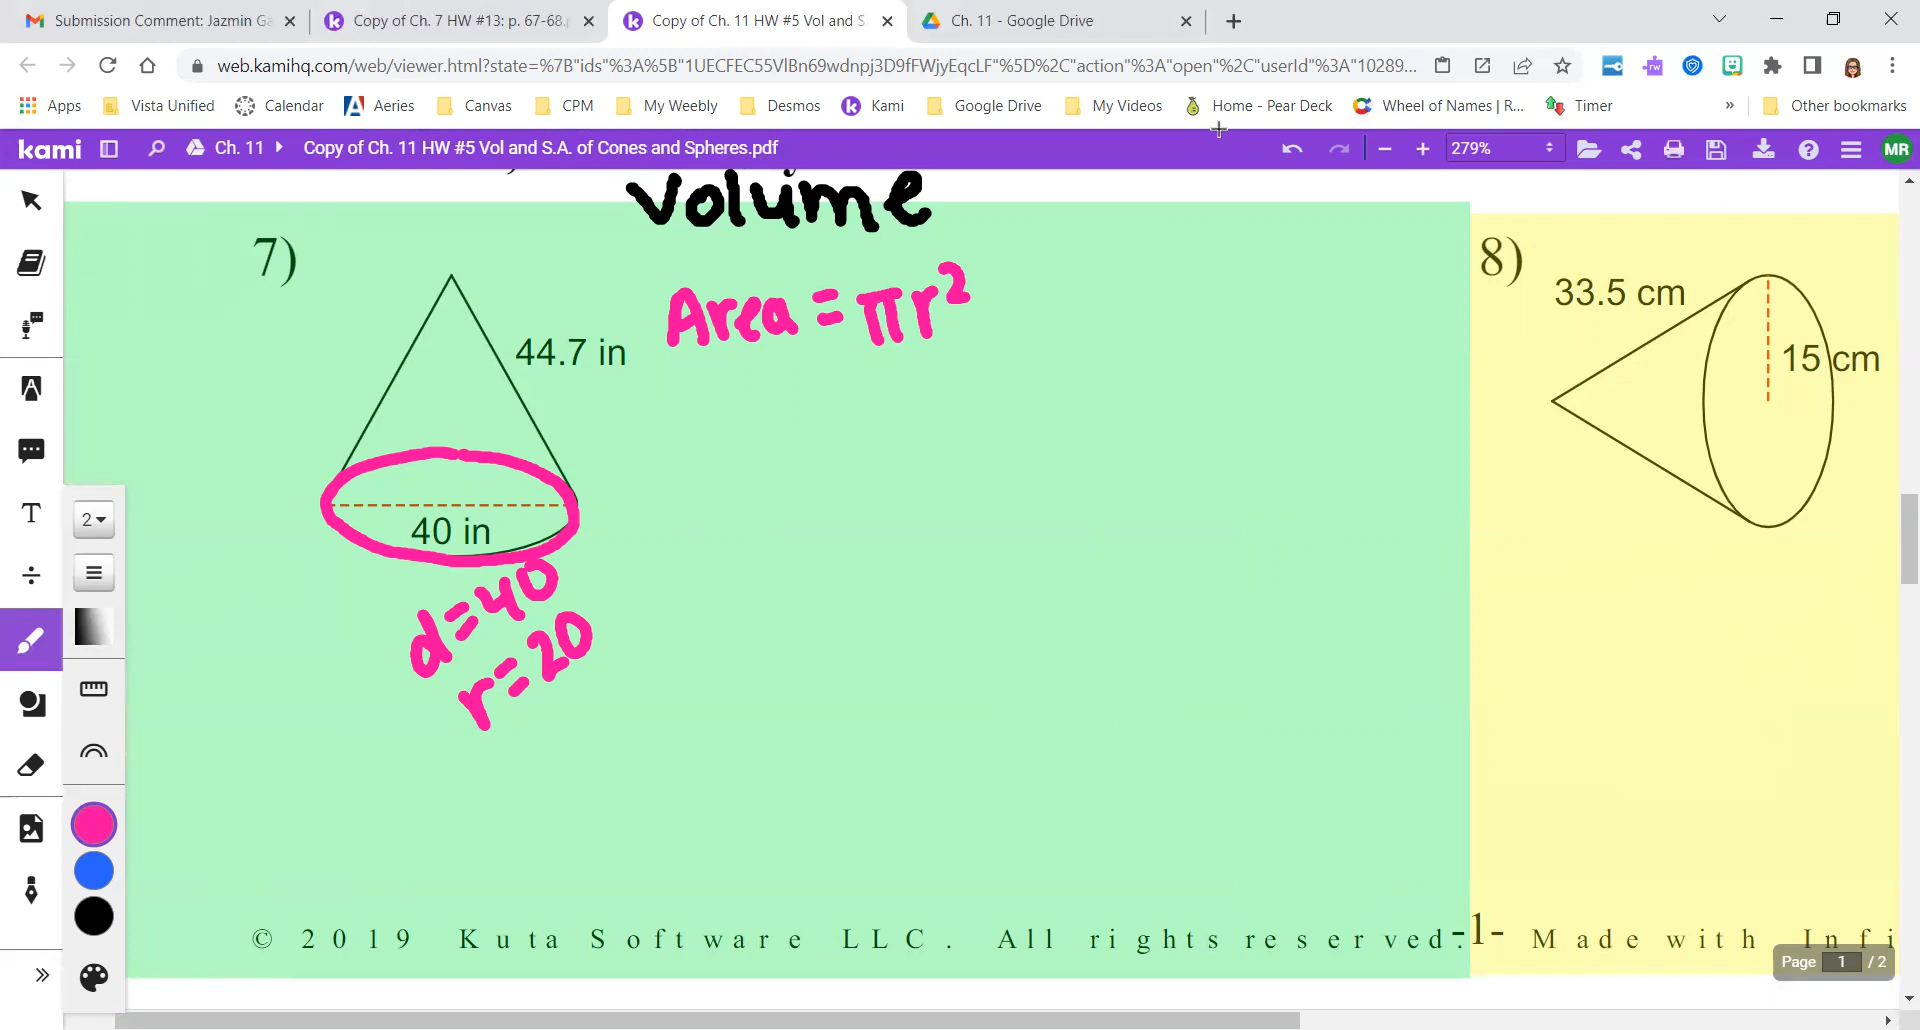 Submission Comment: Jazmin Ga
Copy of Ch. 7 HW #13: p. 67-68.
Copy of Ch. 11 HW #5 Vol and S
Ch. 11 - Google Drive
web.kamihq.com/web/viewer.html?state=%7B"ids"%3A%5B"1UECFEC55VlBn69wdnpj3D9fFWjyEqcLF"%5D%2C"action"%3A"open"%2C"userId"%3A"10289...
Apps
Vista Unified
Calendar
Aeries
Canvas
CPM
My Weebly
Desmos
Kami
Google Drive
My Videos
Home - Pear Deck
Wheel of Names | R...
Timer
»
Other bookmarks
kami
Ch. 11
Copy of Ch. 11 HW #5 Vol and S.A. of Cones and Spheres.pdf
279%
MR
Volume
7)
Area = πr²
44.7 in
40 in
d=40
r=20
8)
33.5 cm
15 cm
2
© 2019 Kuta Software LLC. All rights reserved.
-1-
Made with Infi
Page 1 / 2